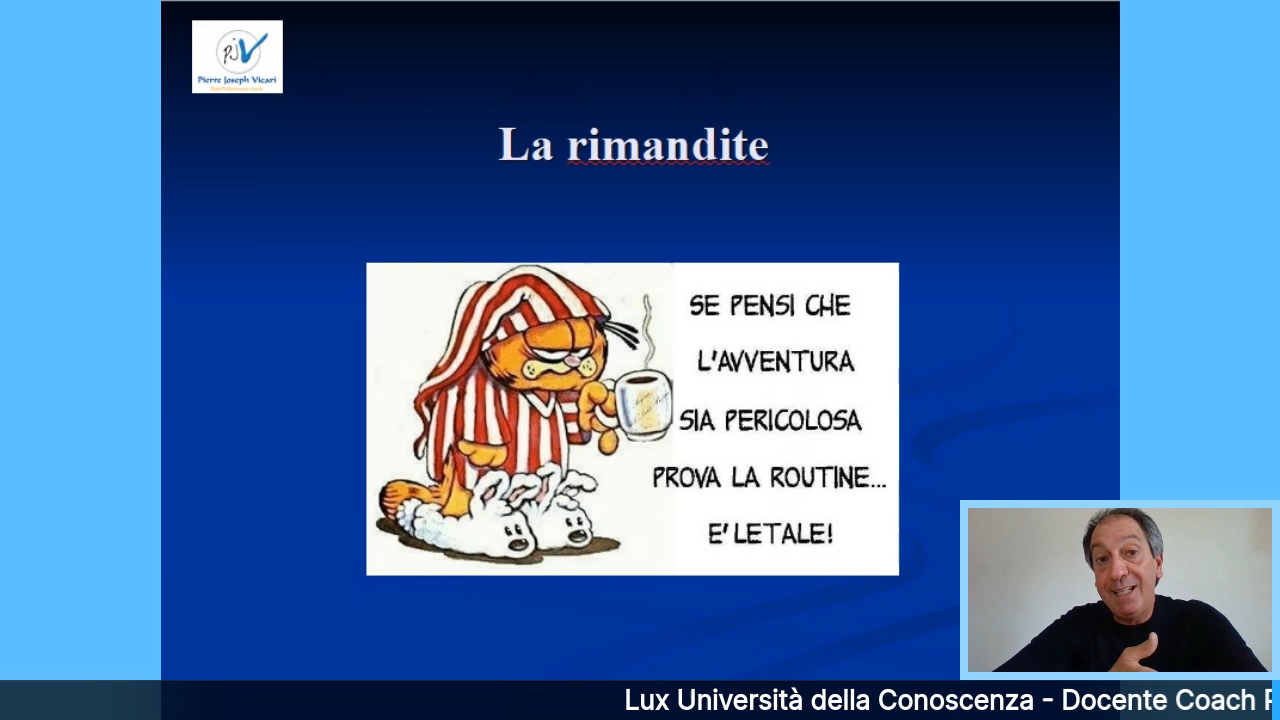 PJV
Pierre Joseph Vicari
La rimandite
SE PENSI CHE
L'AVVENTURA
SIA PERICOLOSA
PROVA LA ROUTINE...
E' LETALE!
Lux Università della Conoscenza - Docente Coach P